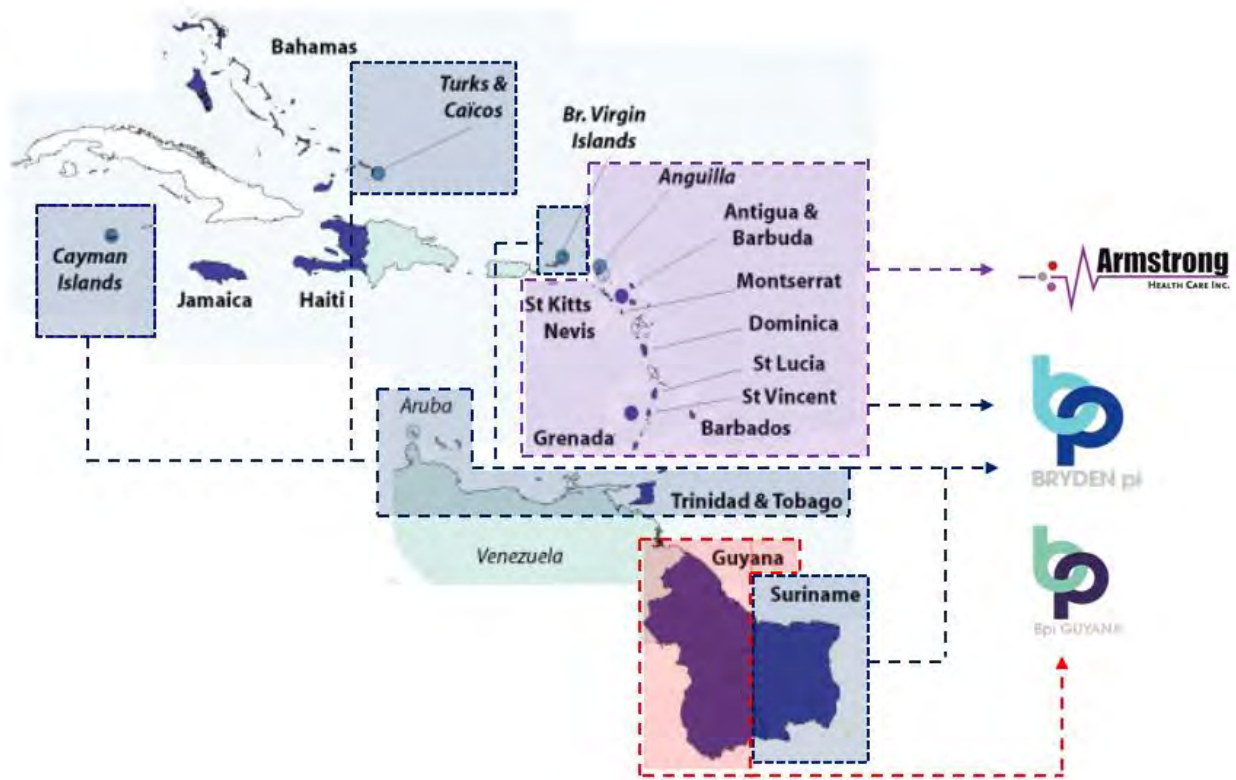 Bahamas
Turks &
Caïcos
Br. Virgin
Islands
Anguilla
Antigua &
Barbuda
Cayman
Islands
Jamaica
Haiti
St Kitts
Nevis
Montserrat
Dominica
St Lucia
St Vincent
Grenada
Barbados
Aruba
Trinidad & Tobago
Venezuela
Guyana
Suriname
Armstrong
HEALTH CARE INC.
bp
BRYDEN pi
bp
Bpi GUYANA